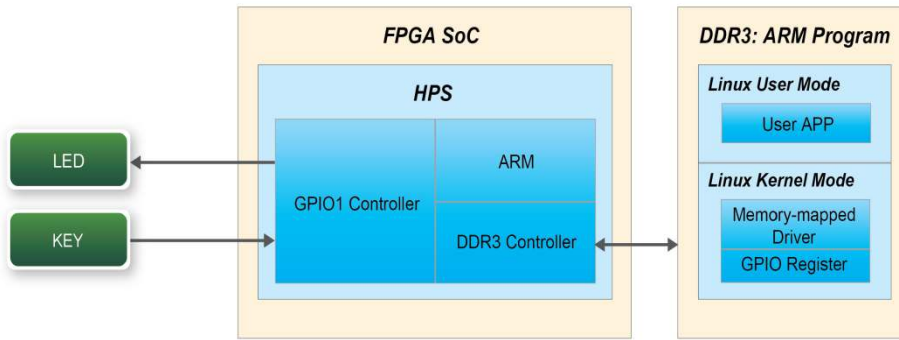 FPGA SoC
HPS
LED
KEY
GPIO1 Controller
ARM
DDR3 Controller
DDR3: ARM Program
Linux User Mode
User APP
Linux Kernel Mode
Memory-mapped
Driver
GPIO Register